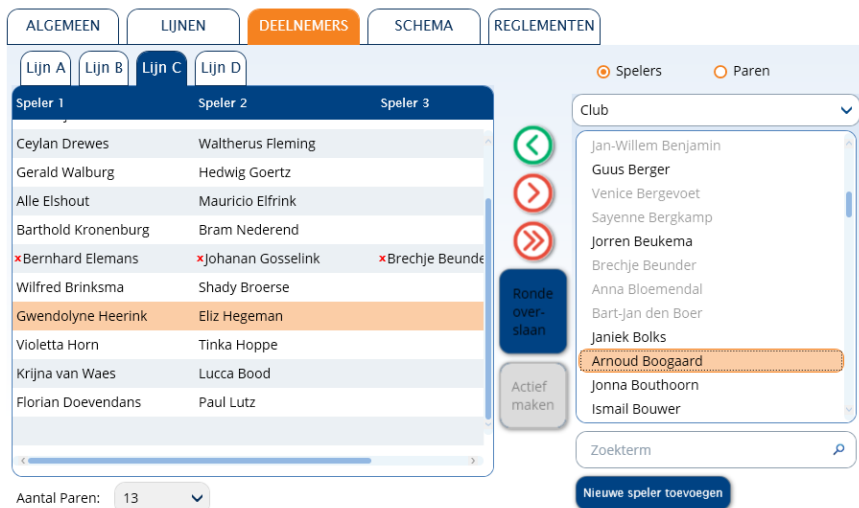 ALGEMEEN LIJNEN DEELNEMERS SCHEMA REGLEMENTEN
Lijn A Lijn B Lijn C Lijn D
Speler 1 Speler 2 Speler 3
Ceylan Drewes Waltherus Fleming
Gerald Walburg Hedwig Goertz
Alle Elshout Mauricio Elfrink
Barthold Kronenburg Bram Nederend
×Bernhard Elemans ×Johanan Gosselink ×Brechje Beunde
Wilfred Brinksma Shady Broerse
Gwendolyne Heerink Eliz Hegeman
Violetta Horn Tinka Hoppe
Krijna van Waes Lucca Bood
Florian Doevendans Paul Lutz
Aantal Paren: 13
Ronde
over-
slaan
Actief
maken
Spelers Paren
Club
Jan-Willem Benjamin
Guus Berger
Venice Bergevoet
Sayenne Bergkamp
Jorren Beukema
Brechje Beunder
Anna Bloemendal
Bart-Jan den Boer
Janiek Bolks
Arnoud Boogaard
Jonna Bouthoorn
Ismail Bouwer
Zoekterm
Nieuwe speler toevoegen